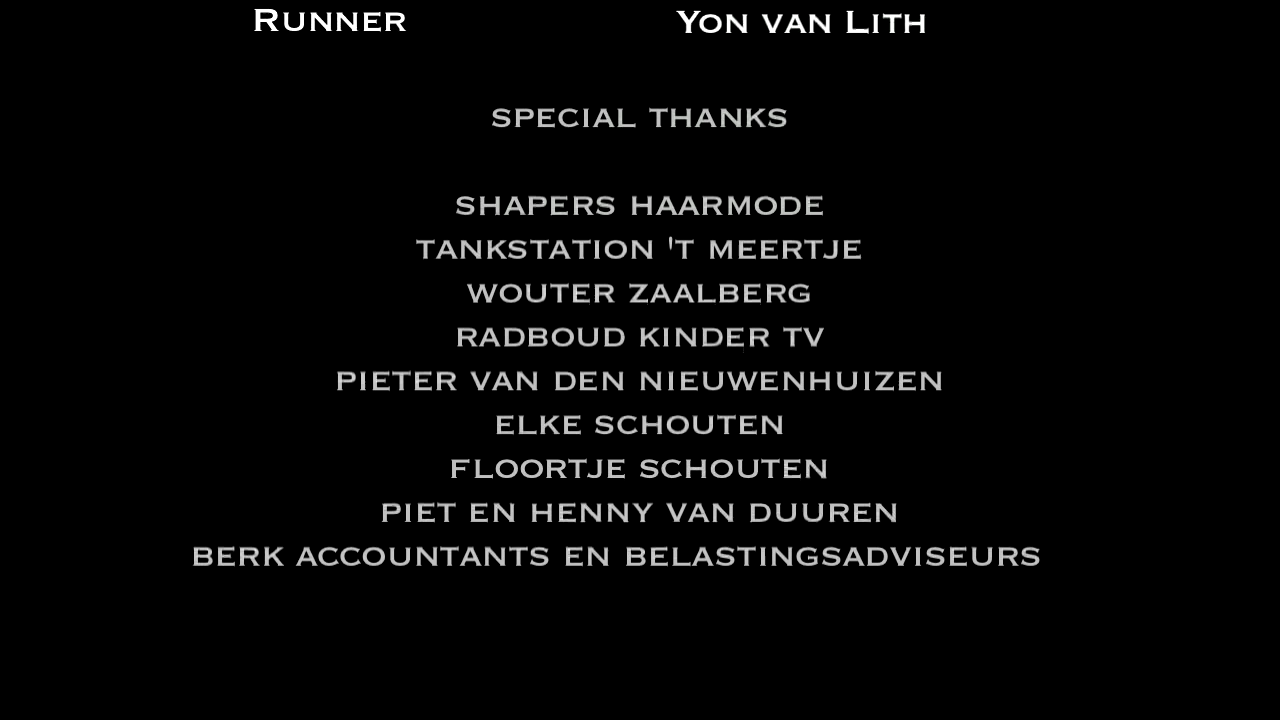 Runner Yon van Lith
SPECIAL THANKS
SHAPERS HAARMODE
TANKSTATION 'T MEERTJE
WOUTER ZAALBERG
RADBOUD KINDER TV
PIETER VAN DEN NIEUWENHUIZEN
ELKE SCHOUTEN
FLOORTJE SCHOUTEN
PIET EN HENNY VAN DUUREN
BERK ACCOUNTANTS EN BELASTINGSADVISEURS